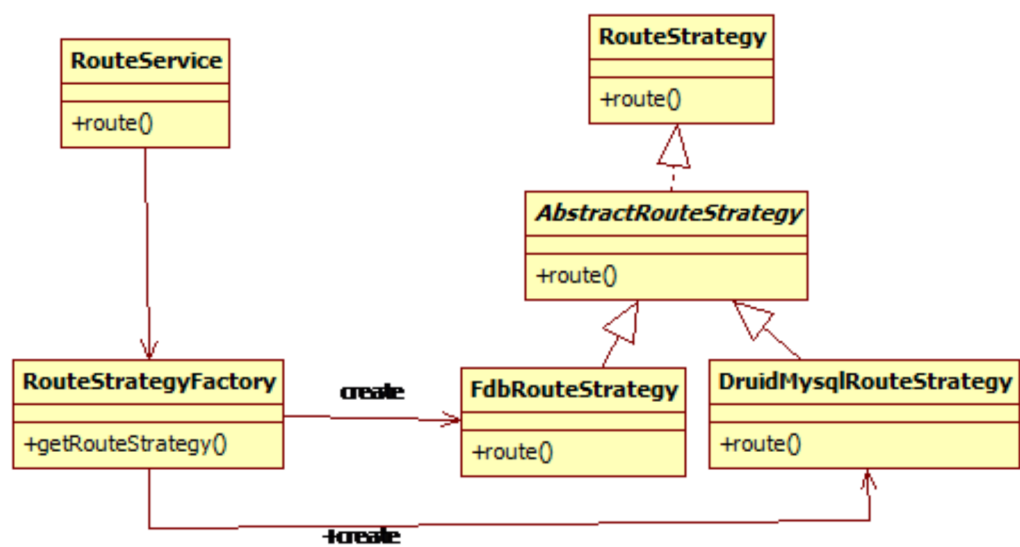 RouteStrategy
+route()
RouteService
+route()
AbstractRouteStrategy
+route()
RouteStrategyFactory
+getRouteStrategy()
create
FdbRouteStrategy
+route()
DruidMysqlRouteStrategy
+route()
+create